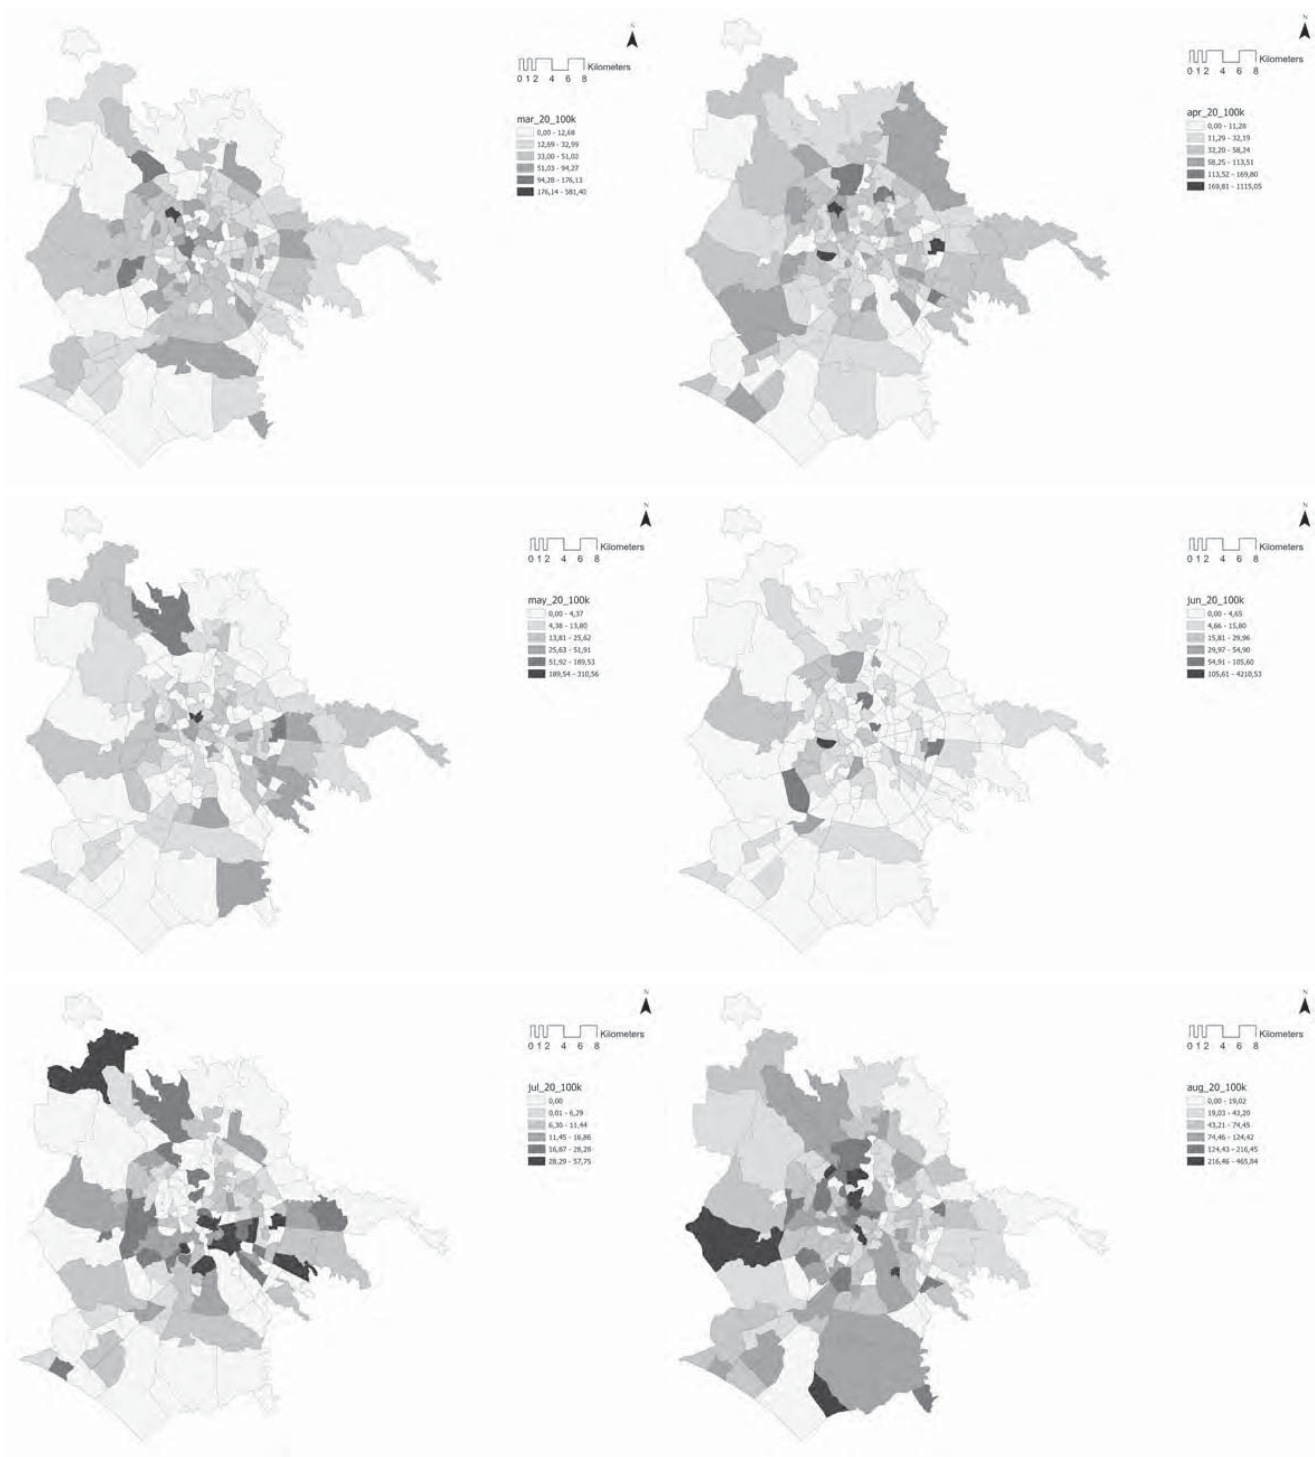 N
Kilometers
0 1 2 4 6 8
mar_20_100k
0,00 - 12,68
12,69 - 32,99
33,00 - 51,02
51,03 - 94,27
94,28 - 176,13
176,14 - 581,40
N
Kilometers
0 1 2 4 6 8
apr_20_100k
0,00 - 11,28
11,29 - 32,19
32,20 - 58,24
58,25 - 113,51
113,52 - 169,80
169,81 - 1115,05
N
Kilometers
0 1 2 4 6 8
may_20_100k
0,00 - 4,37
4,38 - 13,80
13,81 - 25,62
25,63 - 51,91
51,92 - 189,53
189,54 - 310,56
N
Kilometers
0 1 2 4 6 8
jun_20_100k
0,00 - 4,65
4,66 - 15,80
15,81 - 29,96
29,97 - 54,90
54,91 - 105,60
105,61 - 4210,53
N
Kilometers
0 1 2 4 6 8
jul_20_100k
0,00
0,01 - 6,29
6,30 - 11,44
11,45 - 16,86
16,87 - 28,28
28,29 - 57,75
N
Kilometers
0 1 2 4 6 8
aug_20_100k
0,00 - 19,02
19,03 - 43,20
43,21 - 74,45
74,46 - 124,42
124,43 - 216,45
216,46 - 465,84